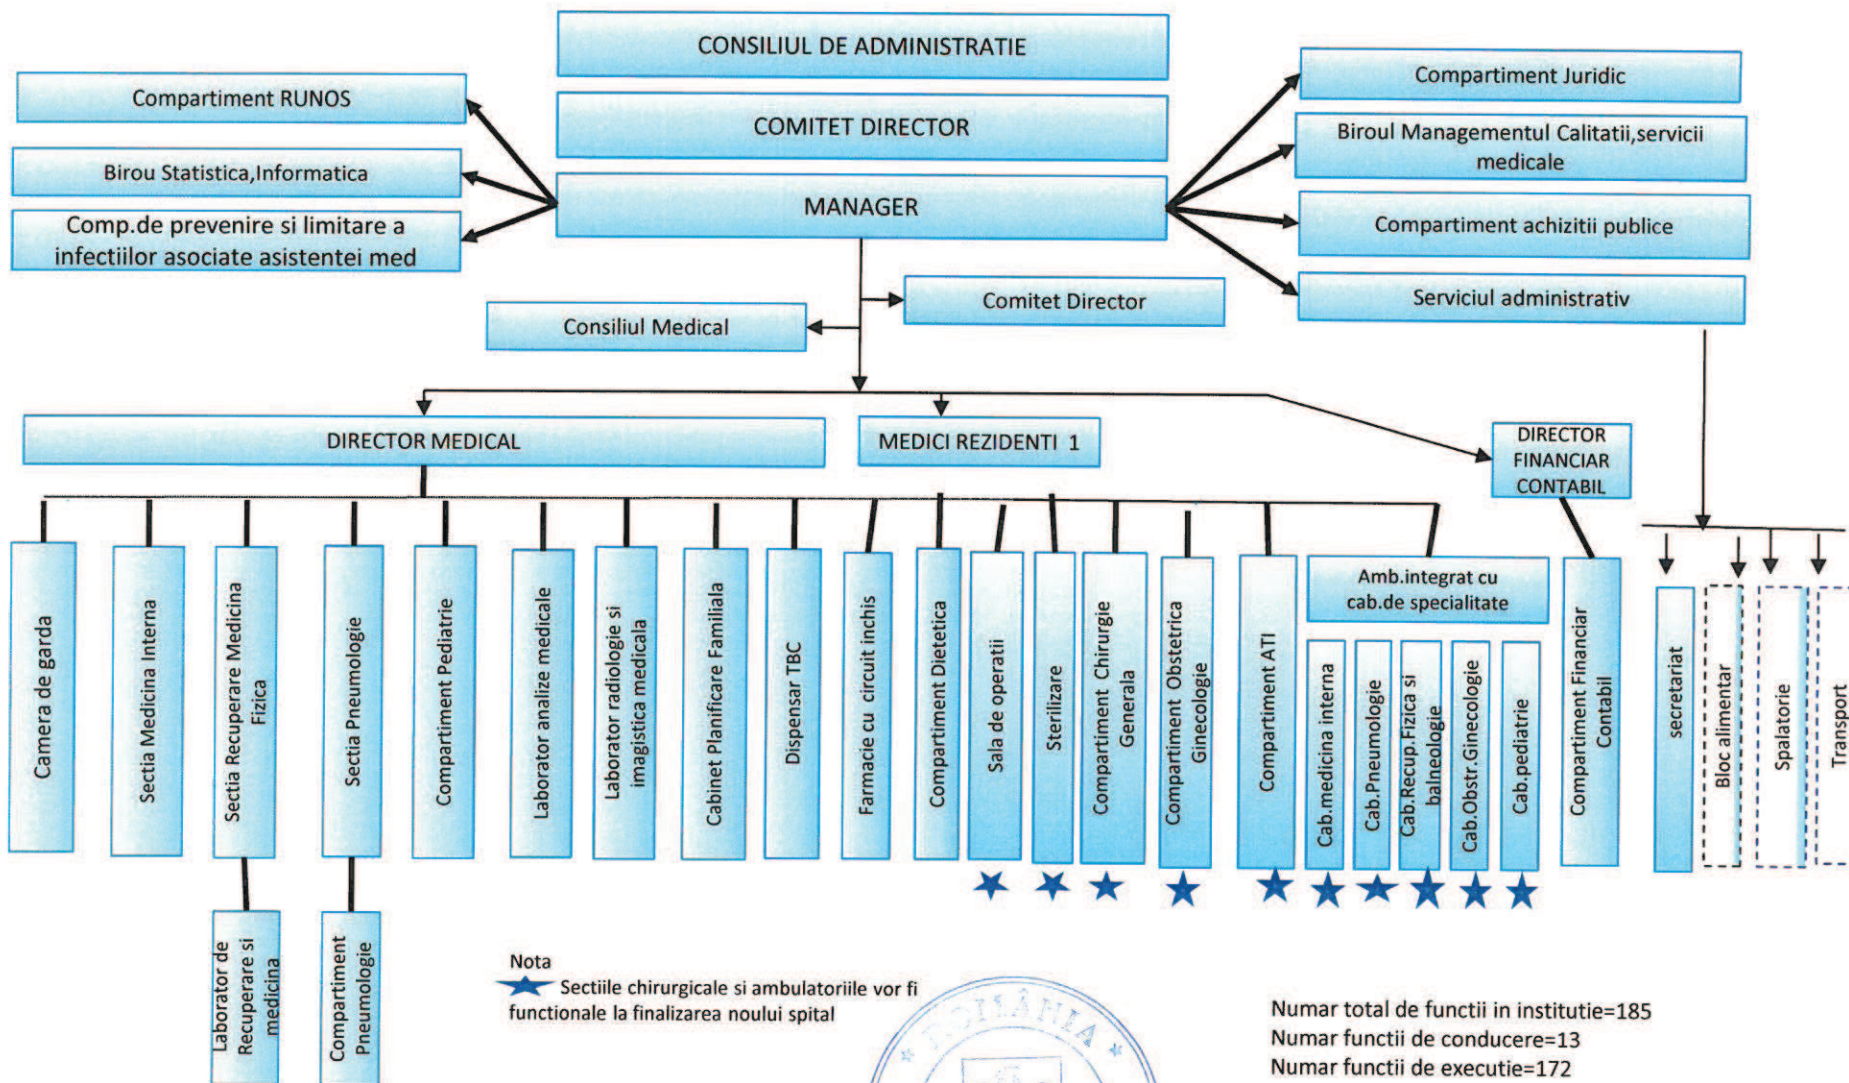 CONSILIUL DE ADMINISTRATIE
COMITET DIRECTOR
MANAGER
Compartiment RUNOS
Birou Statistica,Informatica
Comp.de prevenire si limitare a
infectiilor asociate asistentei med
Compartiment Juridic
Biroul Managementul Calitatii,servicii
medicale
Compartiment achizitii publice
Serviciul administrativ
Comitet Director
Consiliul Medical
DIRECTOR MEDICAL
MEDICI REZIDENTI 1
DIRECTOR
FINANCIAR
CONTABIL
Camera de garda
Sectia Medicina Interna
Sectia Recuperare Medicina
Fizica
Sectia Pneumologie
Compartiment Pediatrie
Laborator analize medicale
Laborator radiologie si
imagistica medicala
Cabinet Planificare Familiala
Dispensar TBC
Farmacie cu circuit inchis
Compartiment Dietetica
Sala de operatii
Sterilizare
Compartiment Chirurgie
Generala
Compartiment Obstetrica
Ginecologie
Compartiment ATI
Amb.integrat cu
cab.de specialitate
Cab.medicina interna
Cab.Pneumologie
Cab.Recup.Fizica si
balneologie
Cab.Obstr.Ginecologie
Cab.pediatrie
Compartiment Financiar
Contabil
secretariat
Bloc alimentar
Spalatorie
Transport
Laborator de
Recuperare si
medicina
Compartiment
Pneumologie
Nota
Sectiile chirurgicale si ambulatoriile vor fi
functionale la finalizarea noului spital
ROMÂNIA
Numar total de functii in institutie=185
Numar functii de conducere=13
Numar functii de executie=172